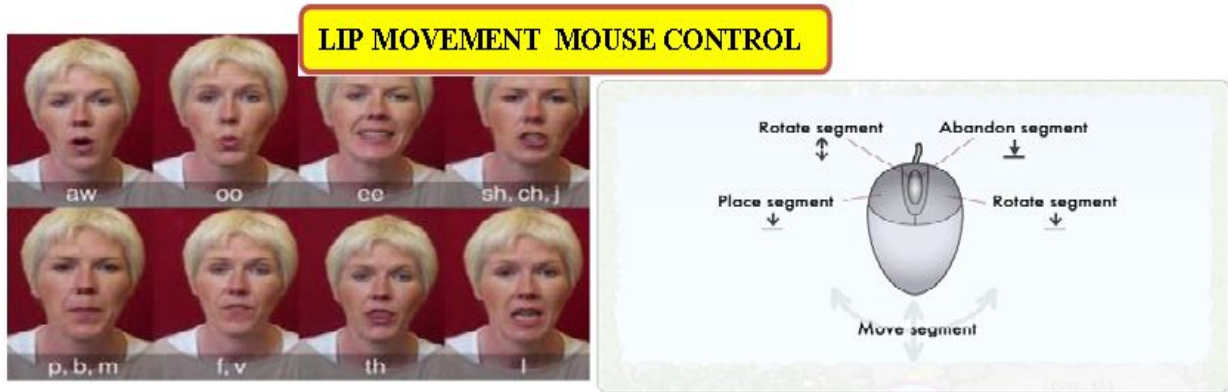 LIP MOVEMENT MOUSE CONTROL
aw oo ee sh, ch, j
p, b, m f, v th l
Rotate segment Abandon segment
Place segment Rotate segment
Move segment